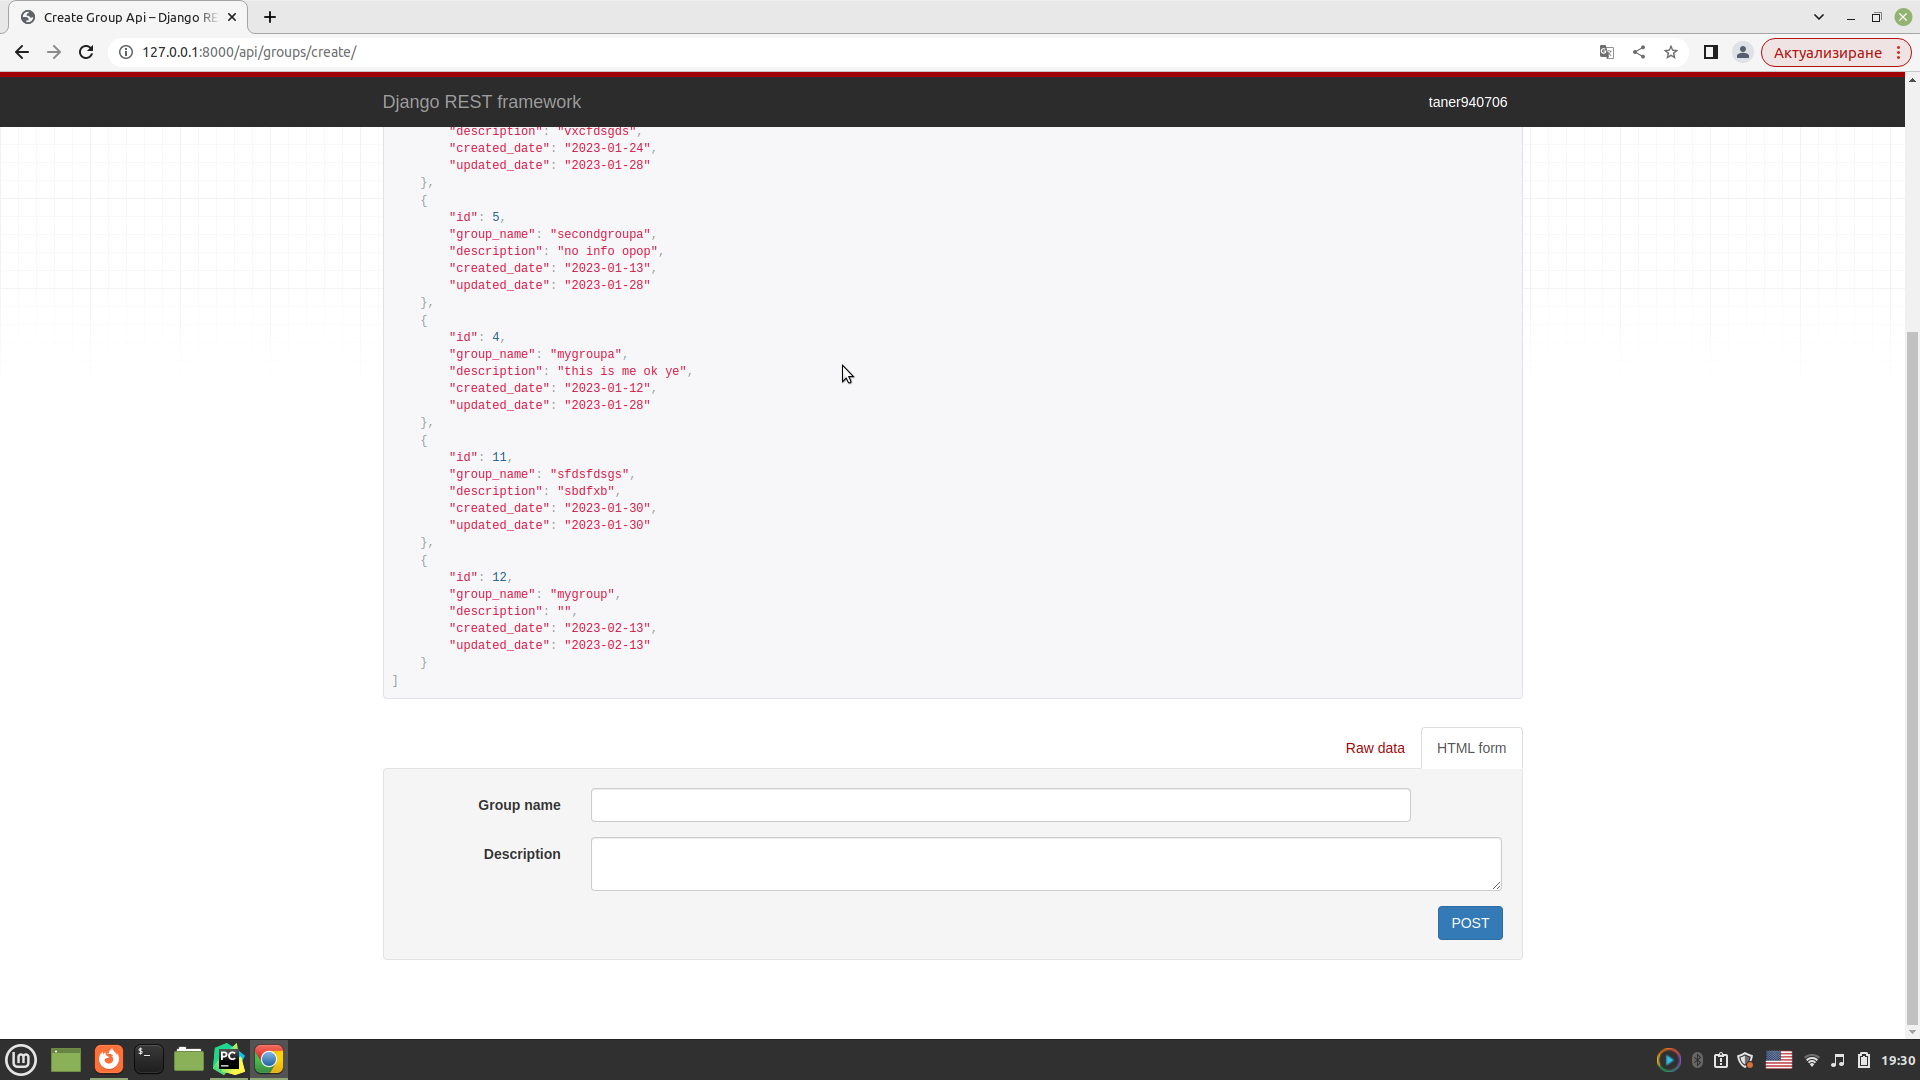 Create Group Api – Django RE
127.0.0.1:8000/api/groups/create/
Актуализиране
Django REST framework
taner940706
"description": "vxcfdsgds",
"created_date": "2023-01-24",
"updated_date": "2023-01-28"
},
{
"id": 5,
"group_name": "secondgroupa",
"description": "no info opop",
"created_date": "2023-01-13",
"updated_date": "2023-01-28"
},
{
"id": 4,
"group_name": "mygroupa",
"description": "this is me ok ye",
"created_date": "2023-01-12",
"updated_date": "2023-01-28"
},
{
"id": 11,
"group_name": "sfdsfdsgs",
"description": "sbdfxb",
"created_date": "2023-01-30",
"updated_date": "2023-01-30"
},
{
"id": 12,
"group_name": "mygroup",
"description": "",
"created_date": "2023-02-13",
"updated_date": "2023-02-13"
}
]
Raw data
HTML form
Group name
Description
POST
PC
19:30